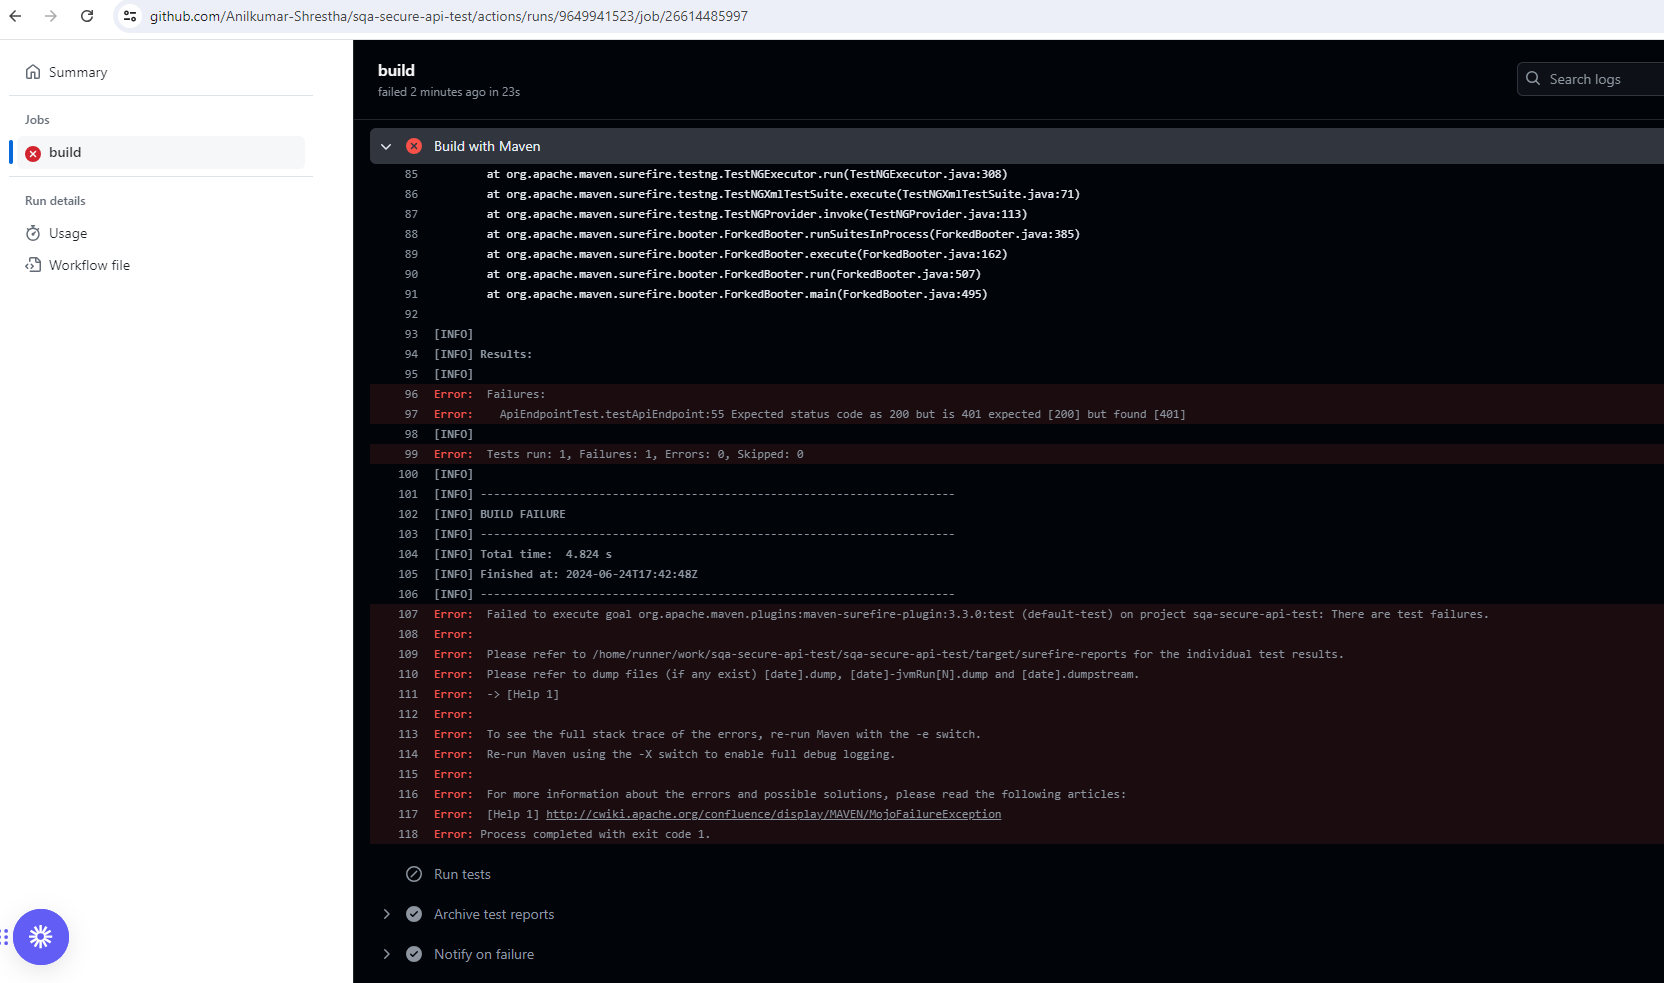 github.com/Anilkumar-Shrestha/sqa-secure-api-test/actions/runs/9649941523/job/26614485997
Summary
Jobs
build
Run details
Usage
Workflow file
build
failed 2 minutes ago in 23s
Search logs
Build with Maven
85 at org.apache.maven.surefire.testng.TestNGExecutor.run(TestNGExecutor.java:308)
86 at org.apache.maven.surefire.testng.TestNGXmlTestSuite.execute(TestNGXmlTestSuite.java:71)
87 at org.apache.maven.surefire.testng.TestNGProvider.invoke(TestNGProvider.java:113)
88 at org.apache.maven.surefire.booter.ForkedBooter.runSuitesInProcess(ForkedBooter.java:385)
89 at org.apache.maven.surefire.booter.ForkedBooter.execute(ForkedBooter.java:162)
90 at org.apache.maven.surefire.booter.ForkedBooter.run(ForkedBooter.java:507)
91 at org.apache.maven.surefire.booter.ForkedBooter.main(ForkedBooter.java:495)
92
93 [INFO]
94 [INFO] Results:
95 [INFO]
96 Error: Failures:
97 Error: ApiEndpointTest.testApiEndpoint:55 Expected status code as 200 but is 401 expected [200] but found [401]
98 [INFO]
99 Error: Tests run: 1, Failures: 1, Errors: 0, Skipped: 0
100 [INFO]
101 [INFO] ------------------------------------------------------------------------
102 [INFO] BUILD FAILURE
103 [INFO] ------------------------------------------------------------------------
104 [INFO] Total time: 4.824 s
105 [INFO] Finished at: 2024-06-24T17:42:48Z
106 [INFO] ------------------------------------------------------------------------
107 Error: Failed to execute goal org.apache.maven.plugins:maven-surefire-plugin:3.3.0:test (default-test) on project sqa-secure-api-test: There are test failures.
108 Error:
109 Error: Please refer to /home/runner/work/sqa-secure-api-test/sqa-secure-api-test/target/surefire-reports for the individual test results.
110 Error: Please refer to dump files (if any exist) [date].dump, [date]-jvmRun[N].dump and [date].dumpstream.
111 Error: -> [Help 1]
112 Error:
113 Error: To see the full stack trace of the errors, re-run Maven with the -e switch.
114 Error: Re-run Maven using the -X switch to enable full debug logging.
115 Error:
116 Error: For more information about the errors and possible solutions, please read the following articles:
117 Error: [Help 1] http://cwiki.apache.org/confluence/display/MAVEN/MojoFailureException
118 Error: Process completed with exit code 1.
Run tests
Archive test reports
Notify on failure